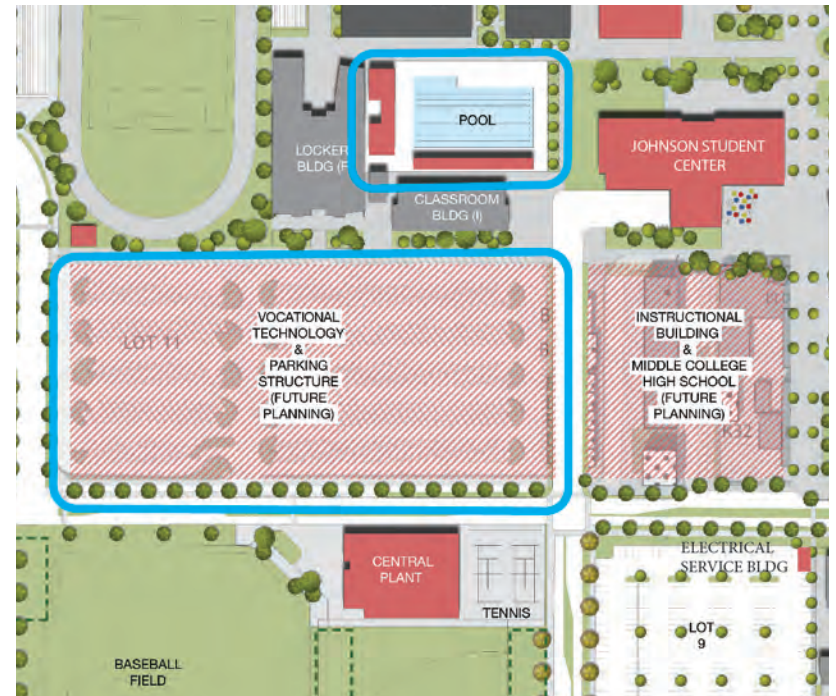 POOL
LOCKER
BLDG (F
JOHNSON STUDENT
CENTER
CLASSROOM
BLDG (I)
LOT 11
VOCATIONAL
TECHNOLOGY
&
PARKING
STRUCTURE
(FUTURE
PLANNING)
INSTRUCTIONAL
BUILDING
&
MIDDLE COLLEGE
HIGH SCHOOL
(FUTURE
PLANNING)
K32
CENTRAL
PLANT
TENNIS
ELECTRICAL
SERVICE BLDG
LOT
9
BASEBALL
FIELD